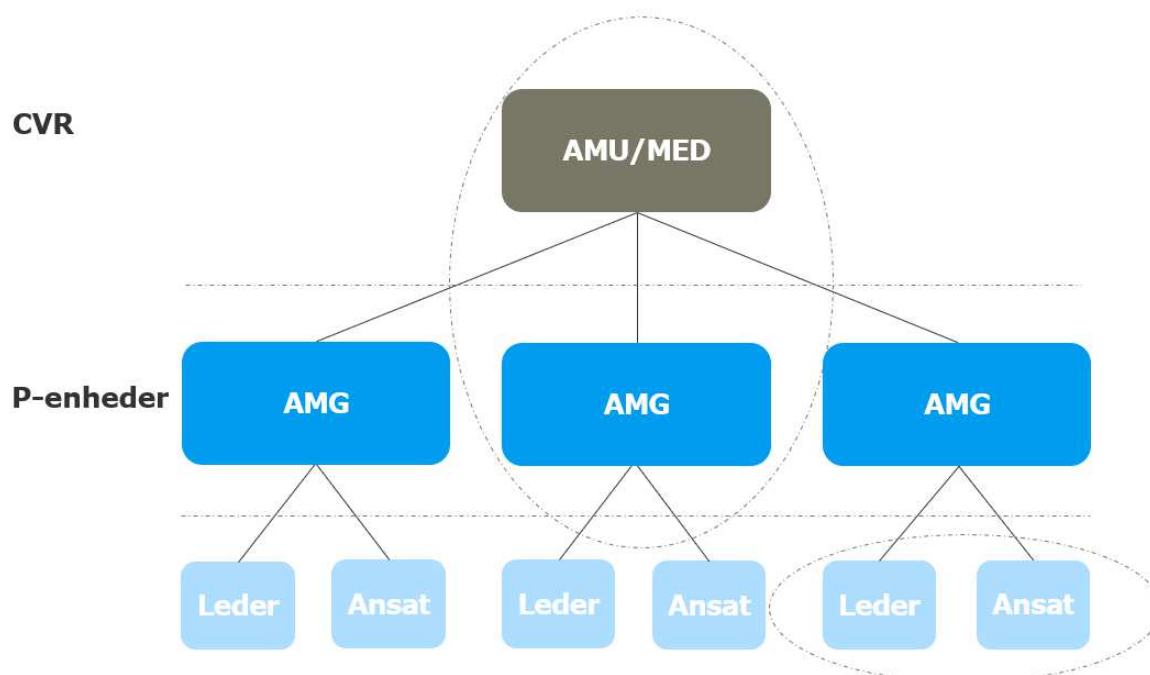 CVR
AMU/MED
P-enheder
AMG
AMG
AMG
Leder
Ansat
Leder
Ansat
Leder
Ansat